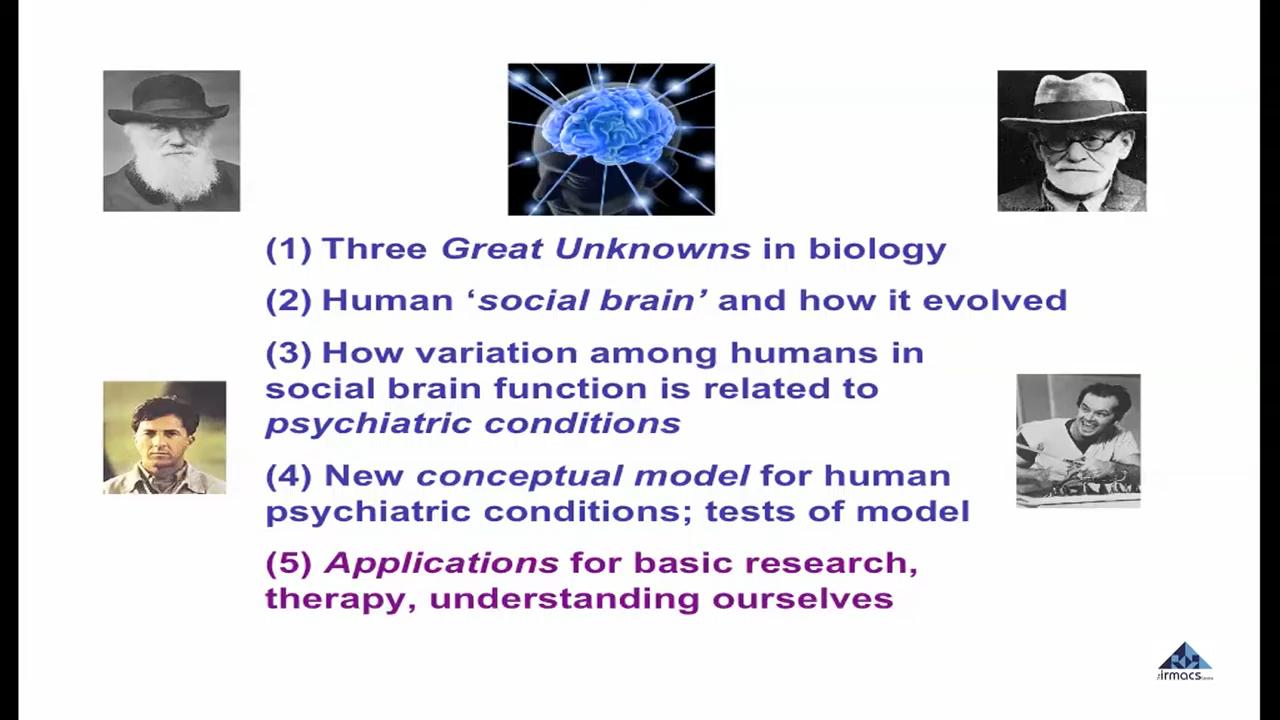 (1) Three Great Unknowns in biology
(2) Human ‘social brain’ and how it evolved
(3) How variation among humans in
social brain function is related to
psychiatric conditions
(4) New conceptual model for human
psychiatric conditions; tests of model
(5) Applications for basic research,
therapy, understanding ourselves
irmacs